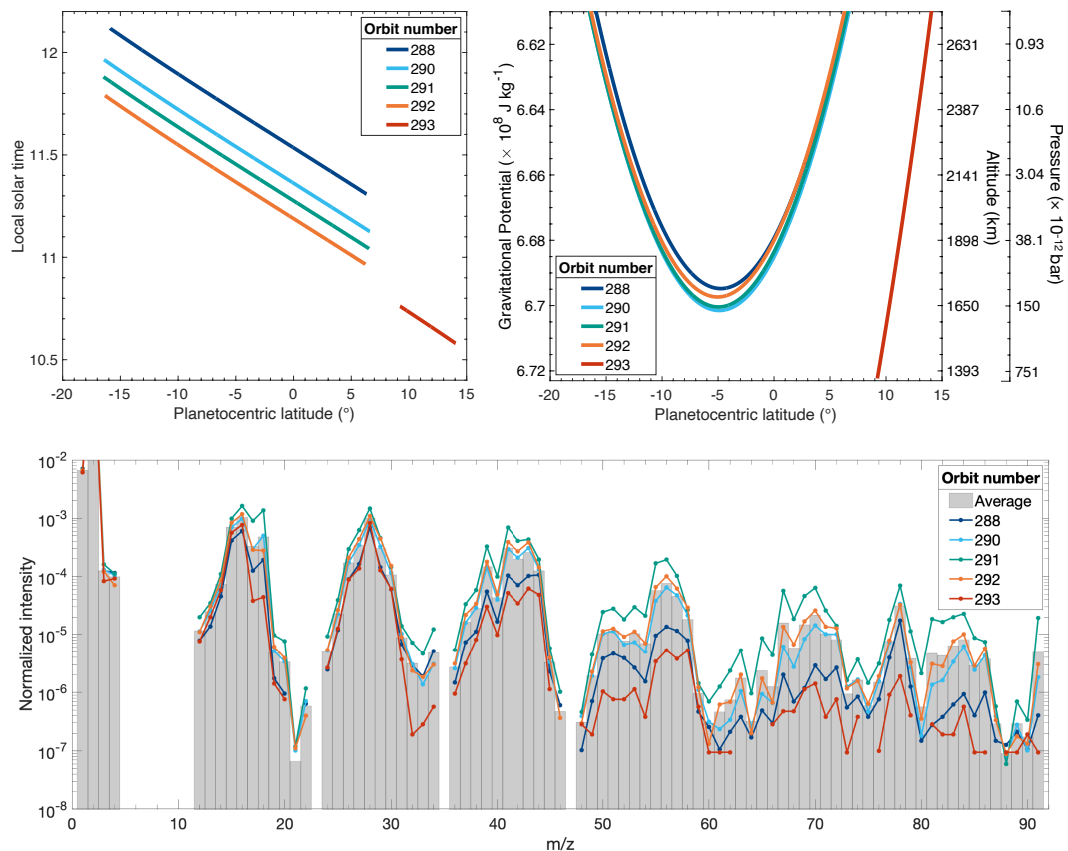 Orbit number
288
290
291
292
293
12
11.5
11
10.5
Local solar time
-20 -15 -10 -5 0 5 10 15
Planetocentric latitude (°)
6.62
6.64
6.66
6.68
6.7
6.72
Gravitational Potential (× 10⁸ J kg⁻¹)
Orbit number
288
290
291
292
293
-20 -15 -10 -5 0 5 10 15
Planetocentric latitude (°)
2631
2387
2141
1898
1650
1393
Altitude (km)
0.93
10.6
3.04
38.1
150
751
Pressure (× 10⁻¹² bar)
10⁻²
10⁻³
10⁻⁴
10⁻⁵
10⁻⁶
10⁻⁷
10⁻⁸
Normalized intensity
Orbit number
Average
288
290
291
292
293
0 10 20 30 40 50 60 70 80 90
m/z